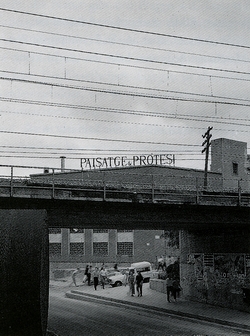 PAISATGE & PROTESI